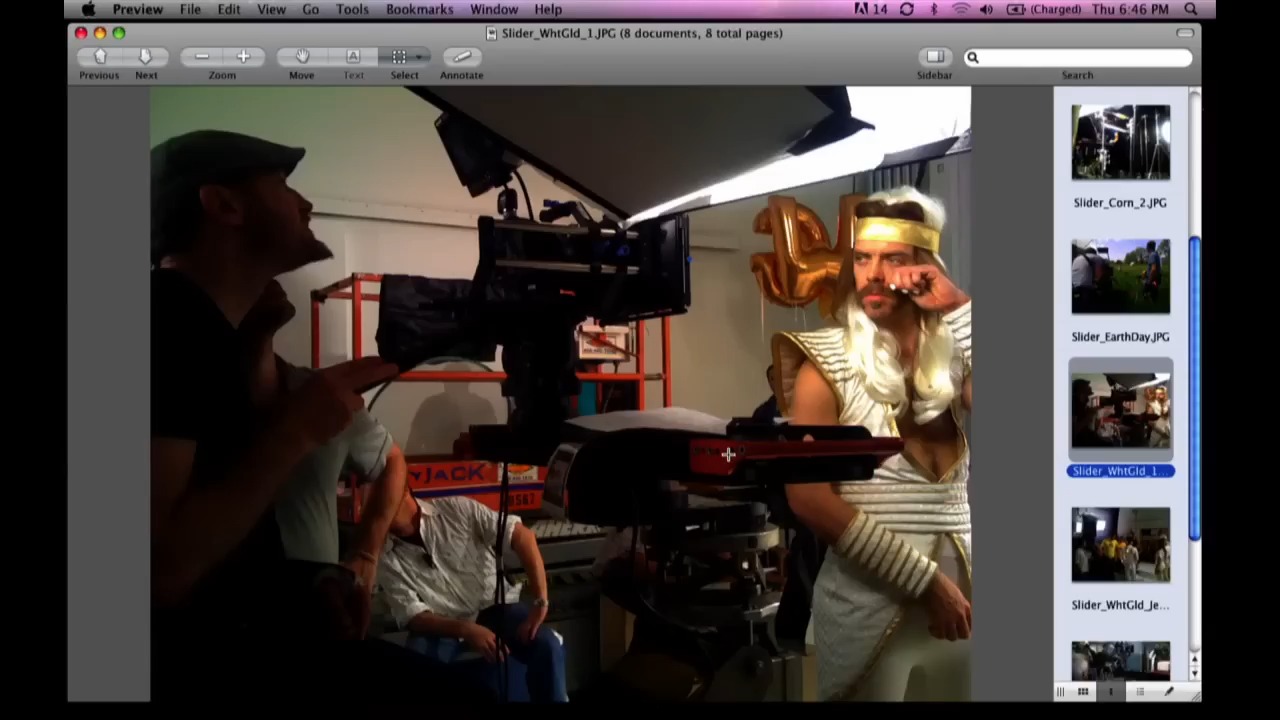 Preview File Edit View Go Tools Bookmarks Window Help 14 (Charged) Thu 6:46 PM
Slider_WhtGld_1.JPG (8 documents, 8 total pages)
Previous Next Zoom Move Text Select Annotate Sidebar Search
Slider_Corn_2.JPG
Slider_EarthDay.JPG
Slider_WhtGld_1...
Slider_WhtGld_Je...
JACK
0567